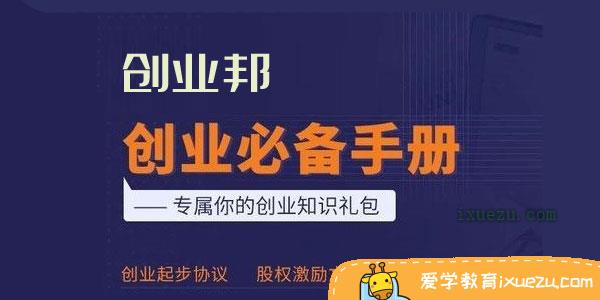 创业邦
创业必备手册
—— 专属你的创业知识礼包
ixuezu.com
创业起步协议 股权激励
爱学教育ixuezu.com